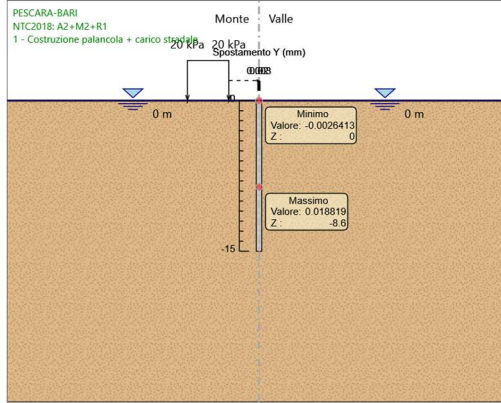 PESCARA-BARI
NTC2018: A2+M2+R1
1 - Costruzione palancola + carico stradale
Monte Valle
20 kPa 20 kPa
Spostamento Y (mm)
0
0 m 0 m
Minimo
Valore: -0.0026413
Z : 0
Massimo
Valore: 0.018819
Z : -8.6
-15